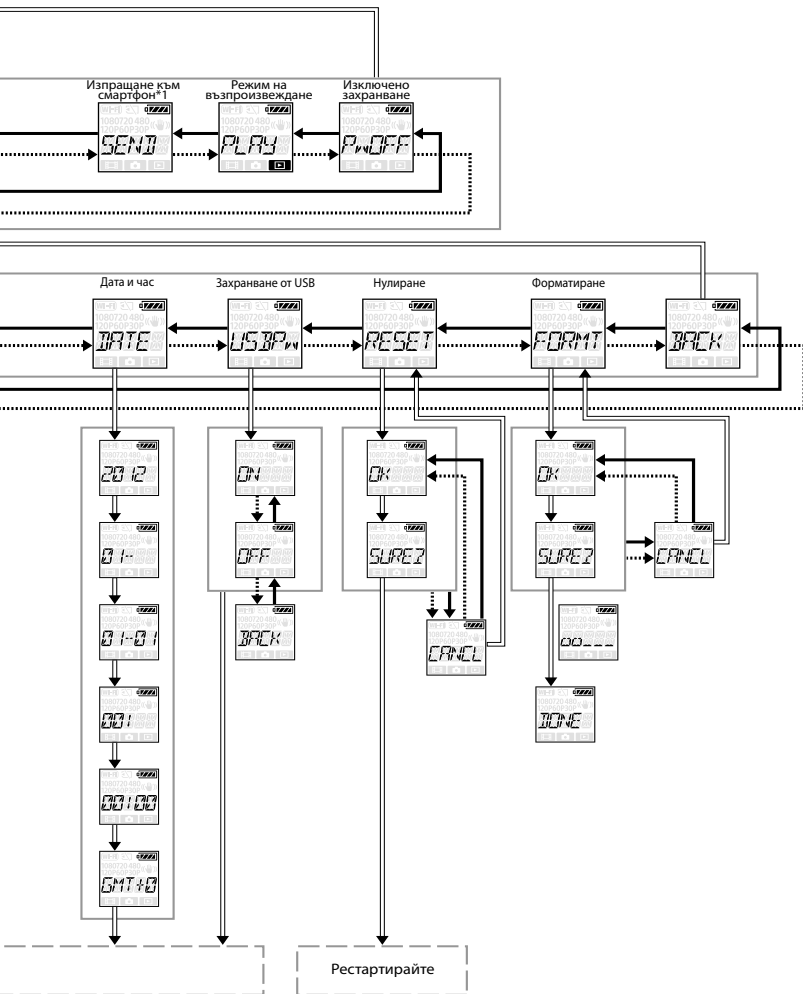 Изпращане към
смартфон*1
Режим на
възпроизвеждане
Изключено
захранване
SEND
PLAY
PwOFF
Дата и час
Захранване от USB
Нулиране
Форматиране
DATE
USBPw
RESET
FORMT
BACK
2012
ON
OK
OK
01-
OFF
SURE?
SURE?
CANCL
01-01
BACK
CANCL
00:
DONE
00:00
GMT+0
Рестартирайте